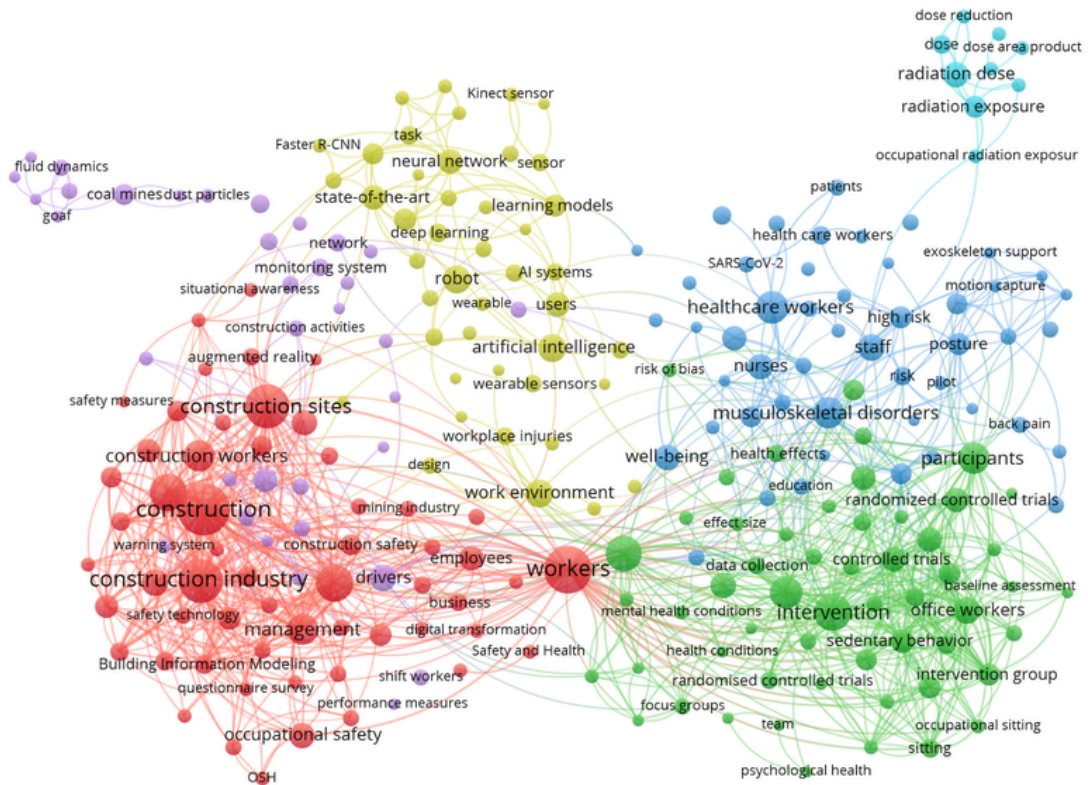 dose reduction
dose
dose area product
radiation dose
radiation exposure
occupational radiation exposur
Kinect sensor
task
Faster R-CNN
neural network
sensor
fluid dynamics
coal mines
dust particles
goaf
state-of-the-art
learning models
deep learning
patients
health care workers
network
monitoring system
situational awareness
robot
AI systems
wearable
users
SARS-CoV-2
exoskeleton support
motion capture
healthcare workers
high risk
construction activities
augmented reality
artificial intelligence
staff
posture
nurses
risk of bias
wearable sensors
risk
pilot
safety measures
construction sites
musculoskeletal disorders
back pain
workplace injuries
construction workers
design
well-being
health effects
participants
work environment
education
randomized controlled trials
construction
mining industry
effect size
warning system
construction safety
employees
workers
data collection
controlled trials
construction industry
drivers
baseline assessment
safety technology
business
mental health conditions
intervention
office workers
management
digital transformation
sedentary behavior
Safety and Health
health conditions
Building Information Modeling
shift workers
randomised controlled trials
intervention group
questionnaire survey
performance measures
focus groups
team
occupational sitting
occupational safety
sitting
psychological health
OSH